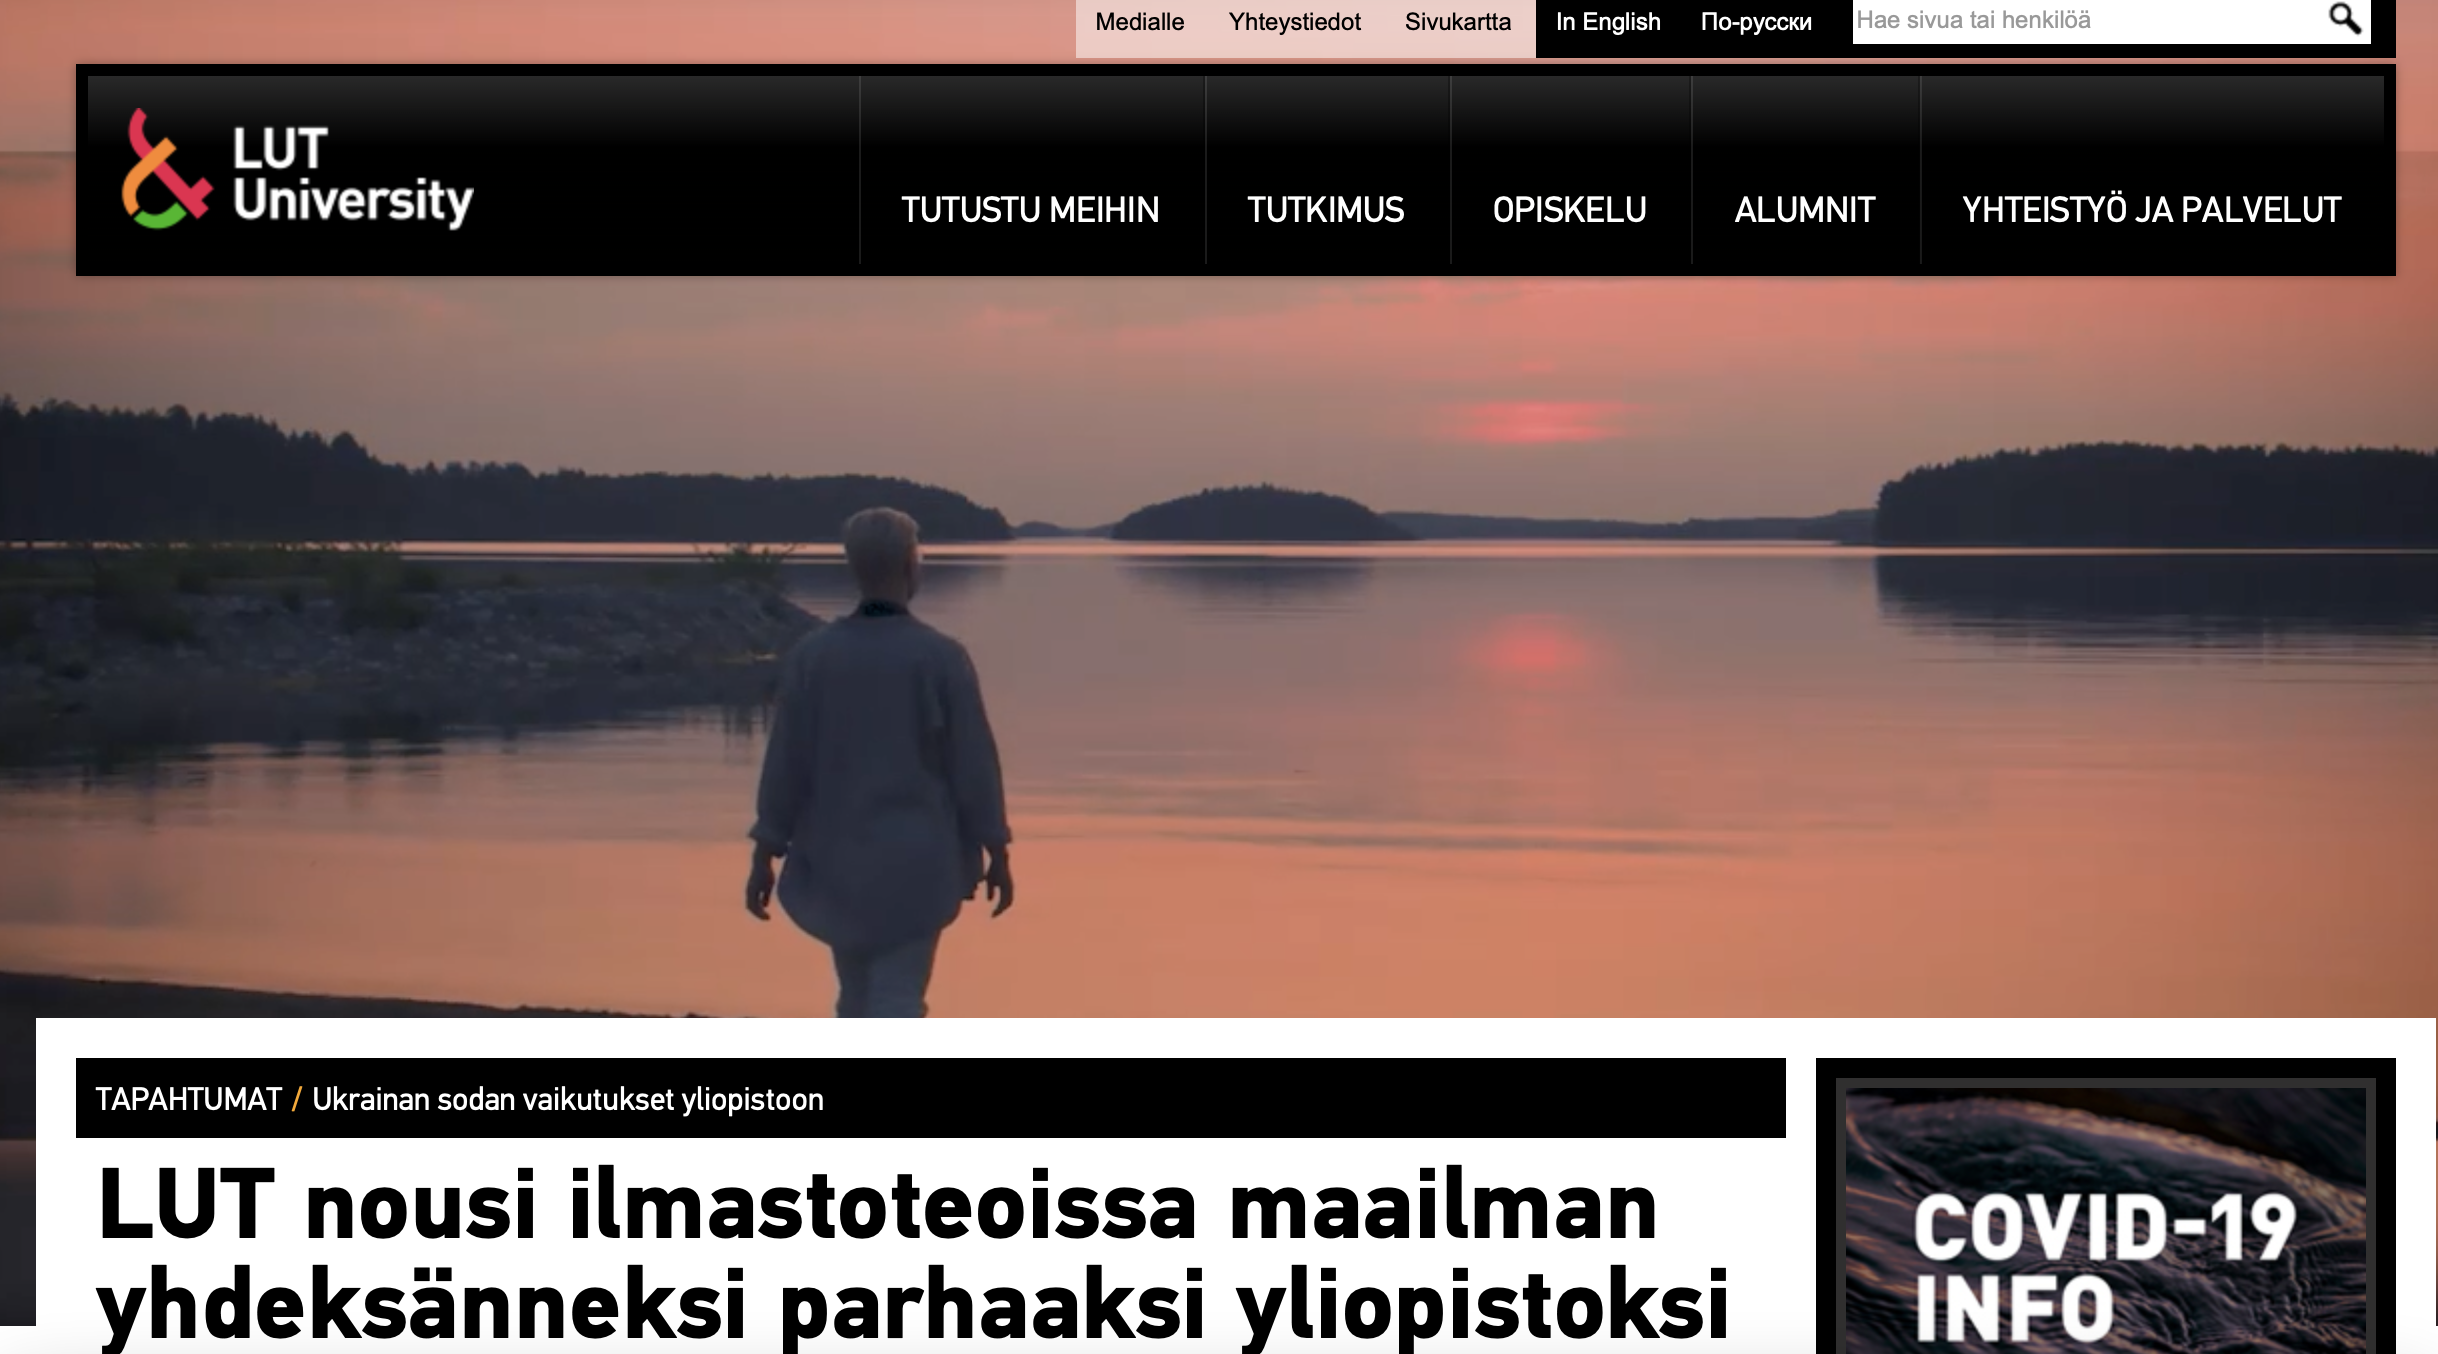 Medialle Yhteystiedot Sivukartta In English По-русски Hae sivua tai henkilöä
LUT
University
TUTUSTU MEIHIN TUTKIMUS OPISKELU ALUMNIT YHTEISTYÖ JA PALVELUT
TAPAHTUMAT / Ukrainan sodan vaikutukset yliopistoon
LUT nousi ilmastoteoissa maailman
yhdeksänneksi parhaaksi yliopistoksi
COVID-19
INFO